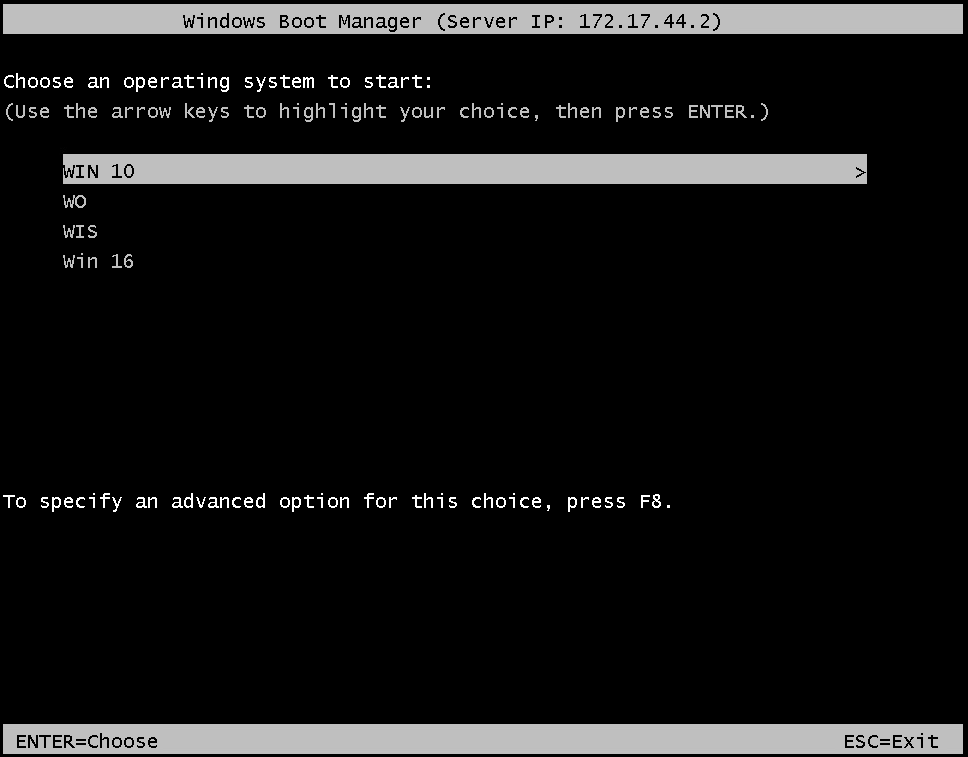 Windows Boot Manager (Server IP: 172.17.44.2)
Choose an operating system to start:
(Use the arrow keys to highlight your choice, then press ENTER.)
WIN 10 >
WO
WIS
Win 16
To specify an advanced option for this choice, press F8.
ENTER=Choose ESC=Exit